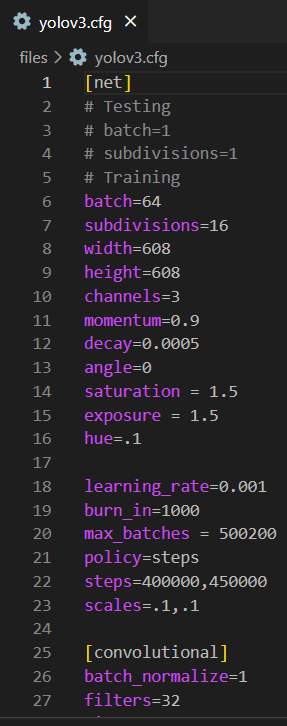 yolov3.cfg ×
files > yolov3.cfg
1 [net]
2 # Testing
3 # batch=1
4 # subdivisions=1
5 # Training
6 batch=64
7 subdivisions=16
8 width=608
9 height=608
10 channels=3
11 momentum=0.9
12 decay=0.0005
13 angle=0
14 saturation = 1.5
15 exposure = 1.5
16 hue=.1
17
18 learning_rate=0.001
19 burn_in=1000
20 max_batches = 500200
21 policy=steps
22 steps=400000,450000
23 scales=.1,.1
24
25 [convolutional]
26 batch_normalize=1
27 filters=32